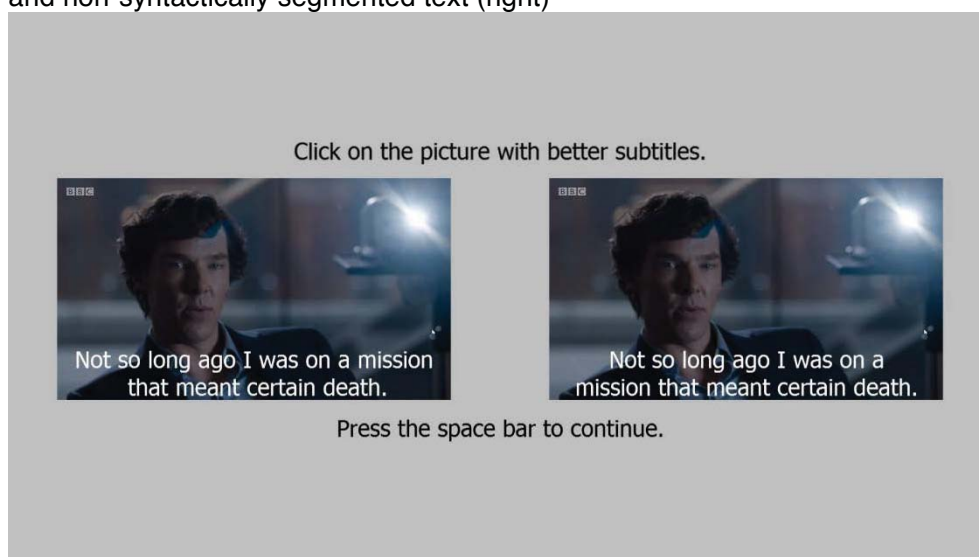 and non-syntactically segmented text (right)
Click on the picture with better subtitles.
BBC
BBC
Not so long ago I was on a mission
that meant certain death.
Not so long ago I was on a
mission that meant certain death.
Press the space bar to continue.